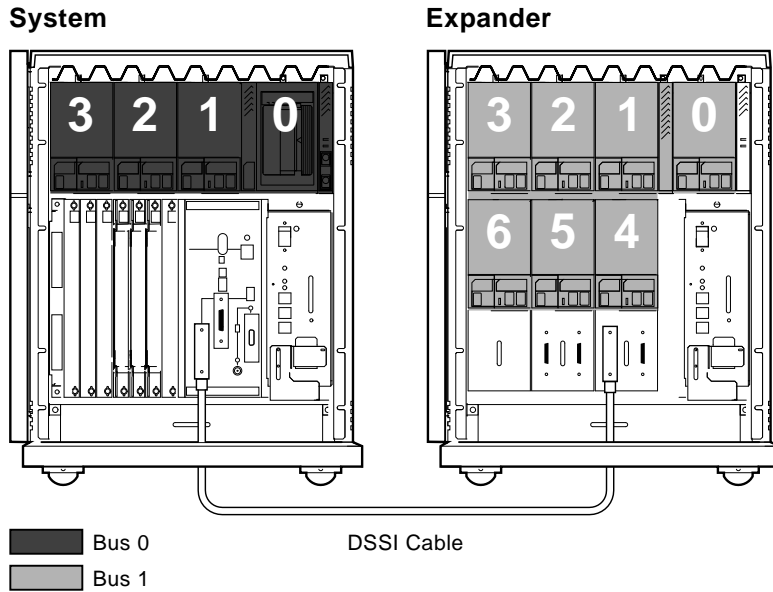 System
Expander
3 2 1 0
3 2 1 0
6 5 4
Bus 0
DSSI Cable
Bus 1